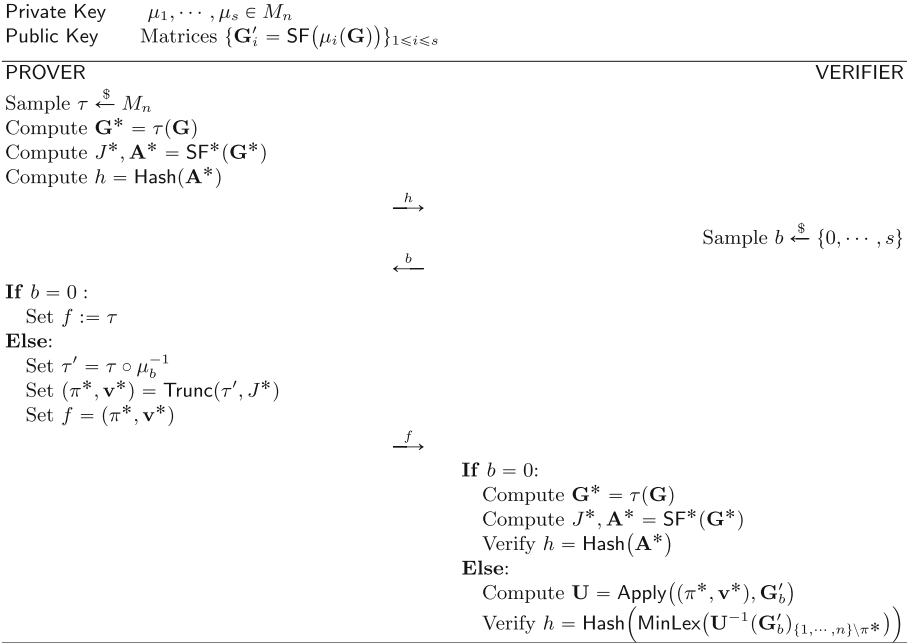 Private Key μ₁, ⋯ , μₛ ∈ Mₙ
Public Key Matrices {G′ᵢ = SF(μᵢ(G))}₁⩽ᵢ⩽ₛ
PROVER VERIFIER
Sample τ ←$ Mₙ
Compute G* = τ(G)
Compute J*, A* = SF*(G*)
Compute h = Hash(A*)
h
→
Sample b ←$ {0, ⋯ , s}
b
←
If b = 0 :
Set f := τ
Else:
Set τ′ = τ ∘ μ_b⁻¹
Set (π*, v*) = Trunc(τ′, J*)
Set f = (π*, v*)
f
→
If b = 0:
Compute G* = τ(G)
Compute J*, A* = SF*(G*)
Verify h = Hash(A*)
Else:
Compute U = Apply((π*, v*), G′_b)
Verify h = Hash(MinLex(U⁻¹(G′_b)_{{1,⋯,n}\π*}))